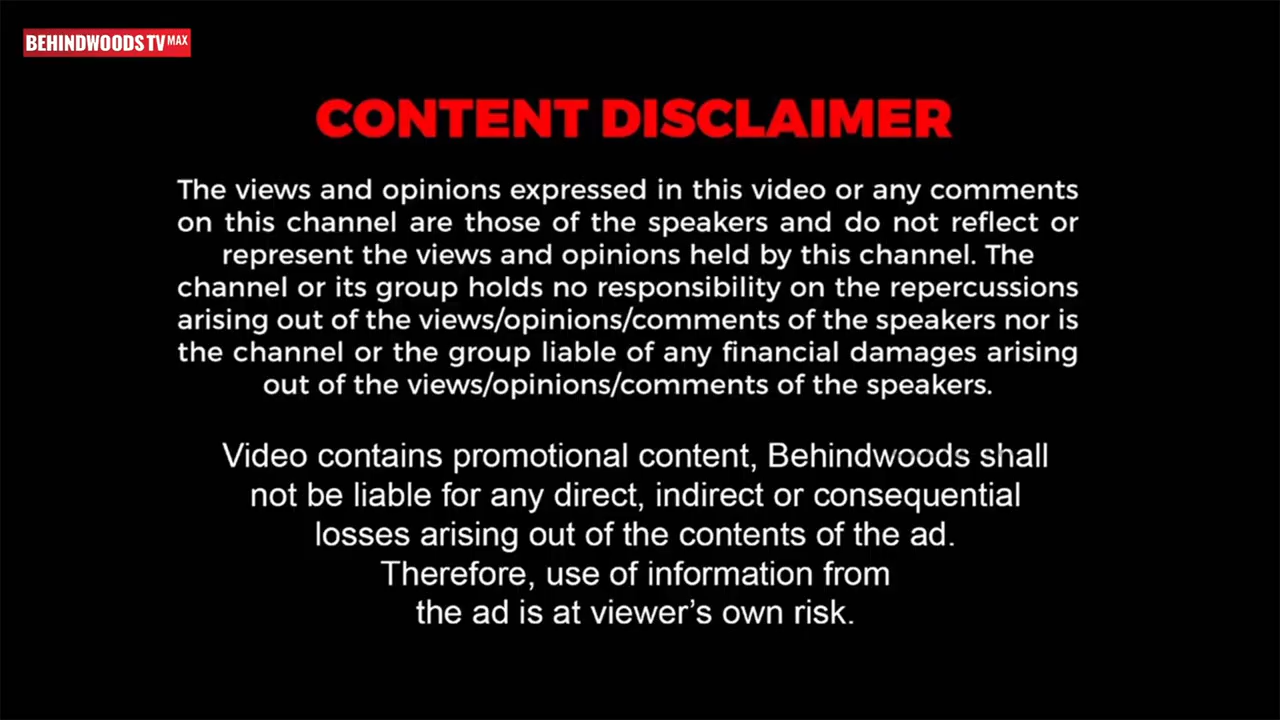 BEHINDWOODS TV MAX
CONTENT DISCLAIMER
The views and opinions expressed in this video or any comments
on this channel are those of the speakers and do not reflect or
represent the views and opinions held by this channel. The
channel or its group holds no responsibility on the repercussions
arising out of the views/opinions/comments of the speakers nor is
the channel or the group liable of any financial damages arising
out of the views/opinions/comments of the speakers.
Video contains promotional content, Behindwoods shall
not be liable for any direct, indirect or consequential
losses arising out of the contents of the ad.
Therefore, use of information from
the ad is at viewer’s own risk.